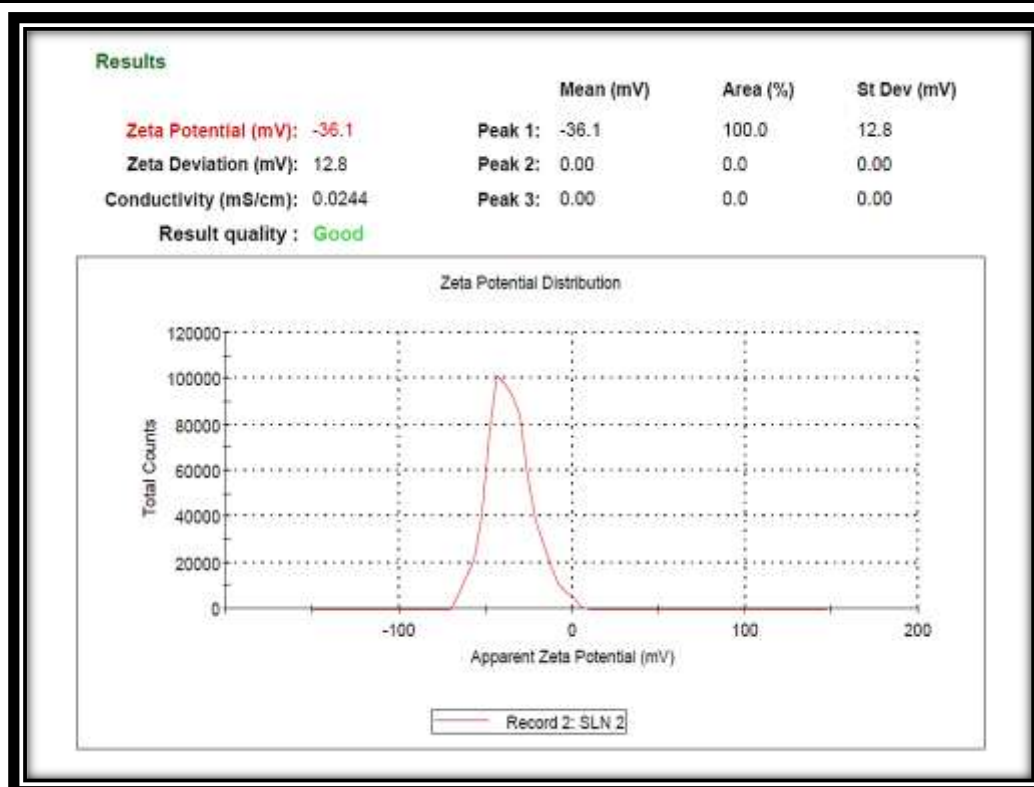 Results
Mean (mV) Area (%) St Dev (mV)
Zeta Potential (mV): -36.1 Peak 1: -36.1 100.0 12.8
Zeta Deviation (mV): 12.8 Peak 2: 0.00 0.0 0.00
Conductivity (mS/cm): 0.0244 Peak 3: 0.00 0.0 0.00
Result quality : Good
Zeta Potential Distribution
120000
100000
80000
60000
40000
20000
0
Total Counts
-100 0 100 200
Apparent Zeta Potential (mV)
Record 2: SLN 2